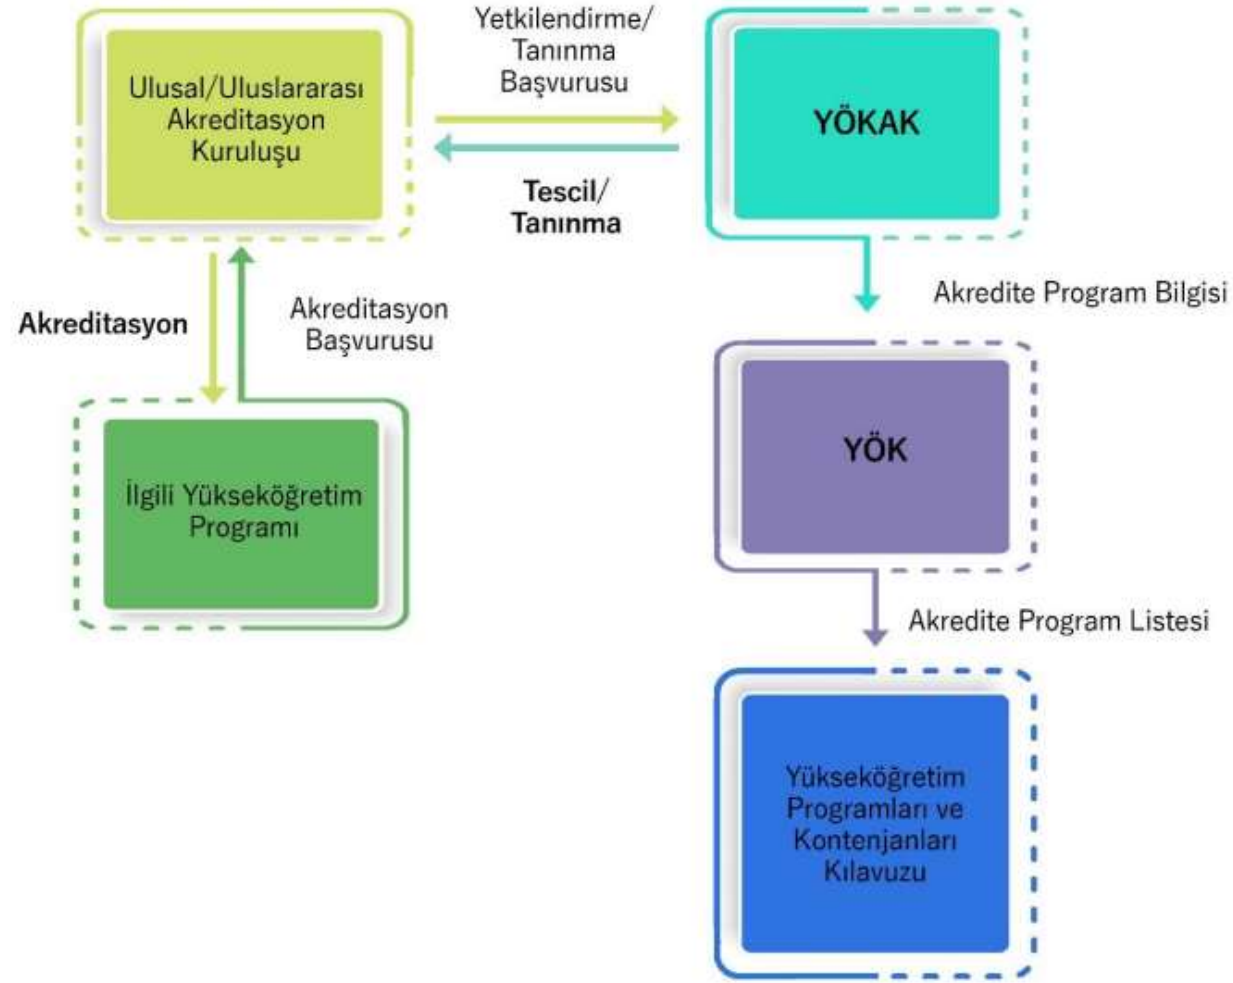 Ulusal/Uluslararası
Akreditasyon
Kuruluşu
Yetkilendirme/
Tanınma
Başvurusu
YÖKAK
Tescil/
Tanınma
Akreditasyon
Akreditasyon
Başvurusu
Akredite Program Bilgisi
İlgili Yükseköğretim
Programı
YÖK
Akredite Program Listesi
Yükseköğretim
Programları ve
Kontenjanları
Kılavuzu